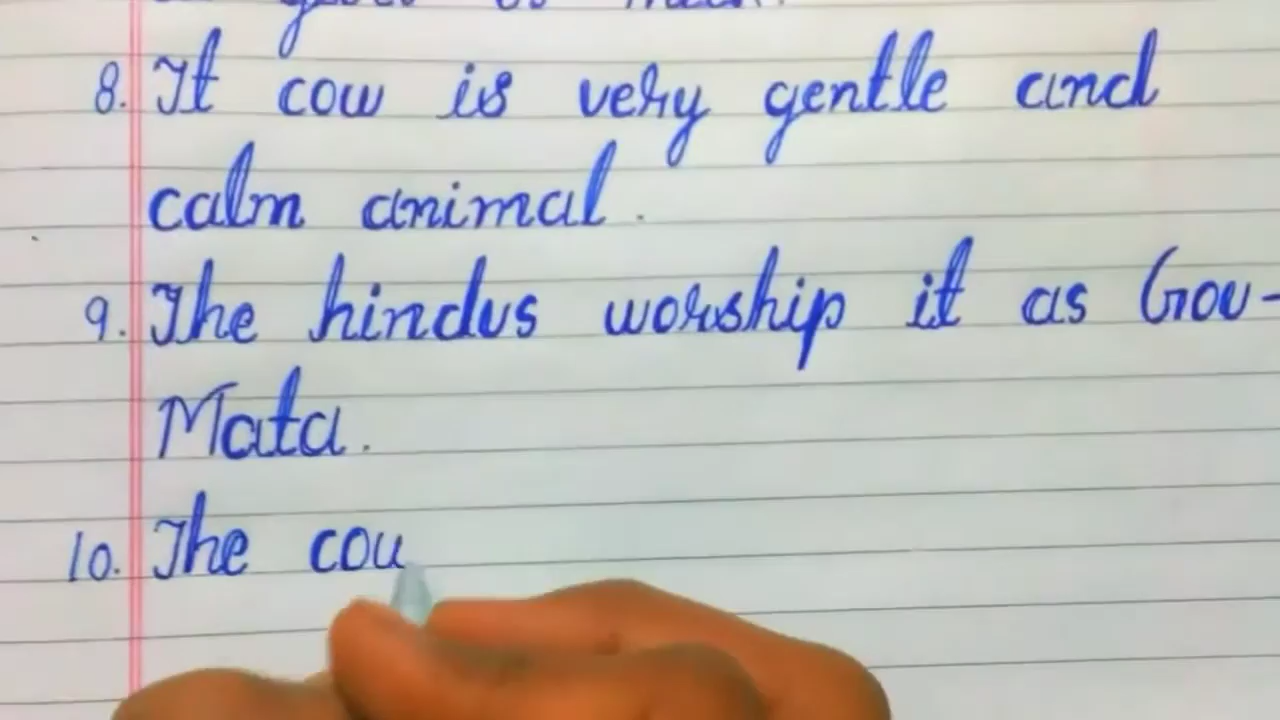 8. It cow is very gentle and
calm animal.
9. The hindus worship it as Gou-
Mata.
10. The cou